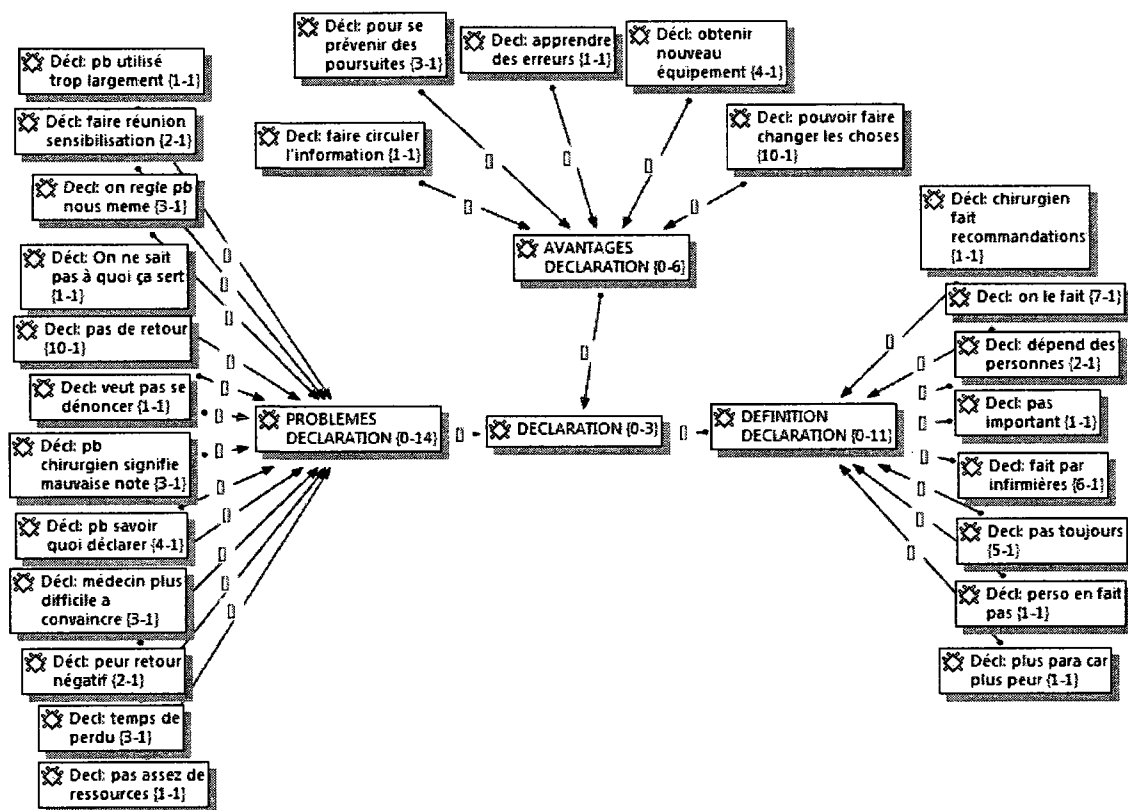 Décl: pb utilisé
trop largement {1-1}
Décl: faire réunion
sensibilisation {2-1}
Decl: on regle pb
nous meme {3-1}
Décl: On ne sait
pas à quoi ça sert
{1-1}
Decl: pas de retour
{10-1}
Decl: veut pas se
dénoncer {1-1}
Décl: pb
chirurgien signifie
mauvaise note {3-1}
Décl: pb savoir
quoi déclarer {4-1}
Décl: médecin plus
difficile a
convaincre {3-1}
Décl: peur retour
négatif {2-1}
Decl: temps de
perdu {3-1}
Decl: pas assez de
ressources {1-1}
Decl: faire circuler
l'information {1-1}
Décl: pour se
prévenir des
poursuites {3-1}
Decl: apprendre
des erreurs {1-1}
Décl: obtenir
nouveau
équipement {4-1}
Decl: pouvoir faire
changer les choses
{10-1}
AVANTAGES
DECLARATION {0-6}
PROBLEMES
DECLARATION {0-14}
DECLARATION {0-3}
DEFINITION
DECLARATION {0-11}
Décl: chirurgien
fait
recommandations
{1-1}
Decl: on le fait {7-1}
Decl: dépend des
personnes {2-1}
Decl: pas
important {1-1}
Decl: fait par
infirmières {6-1}
Decl: pas toujours
{5-1}
Decl: perso en fait
pas {1-1}
Décl: plus para car
plus peur {1-1}